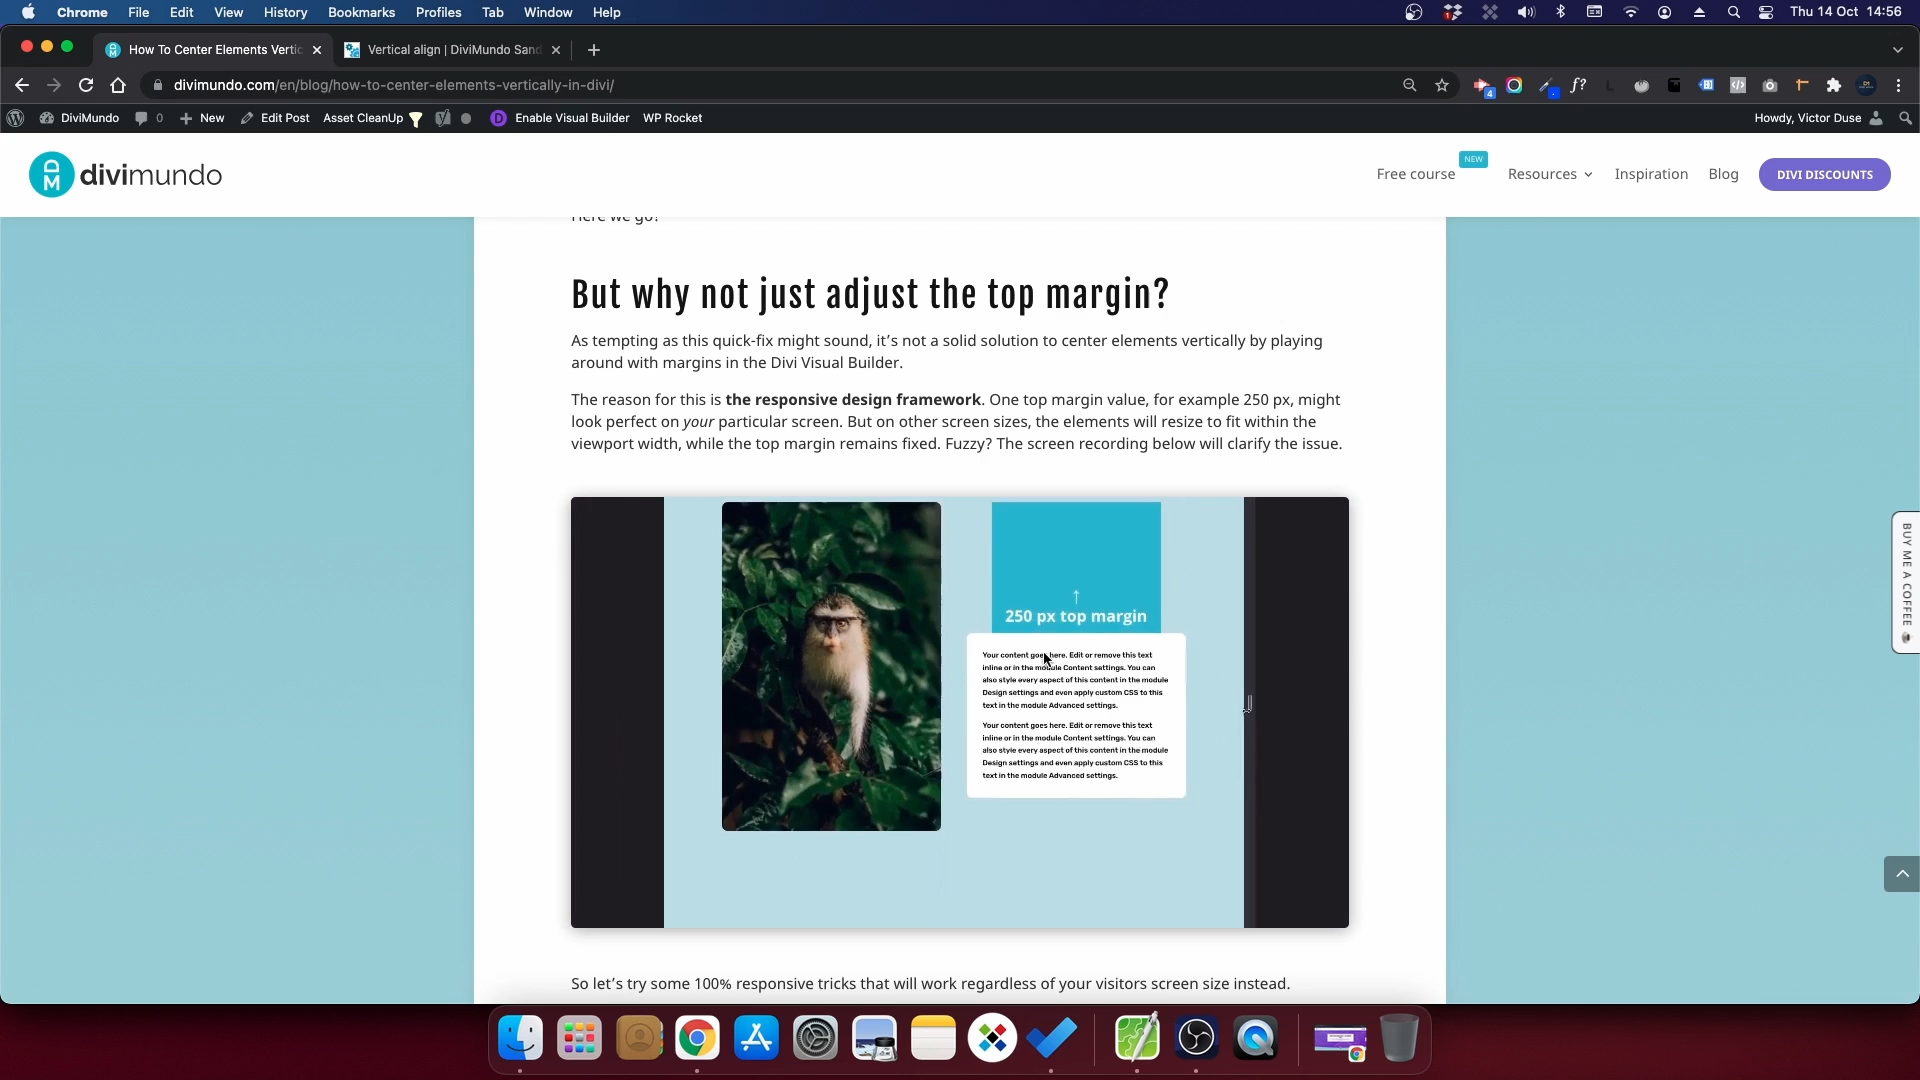 Chrome File Edit View History Bookmarks Profiles Tab Window Help
Thu 14 Oct 14:56
How To Center Elements Vertic
Vertical align | DiviMundo Sand
divimundo.com/en/blog/how-to-center-elements-vertically-in-divi/
DiviMundo 0 New Edit Post Asset CleanUp Enable Visual Builder WP Rocket
Howdy, Victor Duse
divimundo
Free course NEW Resources Inspiration Blog DIVI DISCOUNTS
Here we go!
But why not just adjust the top margin?
As tempting as this quick-fix might sound, it’s not a solid solution to center elements vertically by playing
around with margins in the Divi Visual Builder.
The reason for this is the responsive design framework. One top margin value, for example 250 px, might
look perfect on your particular screen. But on other screen sizes, the elements will resize to fit within the
viewport width, while the top margin remains fixed. Fuzzy? The screen recording below will clarify the issue.
↑
250 px top margin
Your content goes here. Edit or remove this text
inline or in the module Content settings. You can
also style every aspect of this content in the module
Design settings and even apply custom CSS to this
text in the module Advanced settings.
Your content goes here. Edit or remove this text
inline or in the module Content settings. You can
also style every aspect of this content in the module
Design settings and even apply custom CSS to this
text in the module Advanced settings.
BUY ME A COFFEE
So let’s try some 100% responsive tricks that will work regardless of your visitors screen size instead.